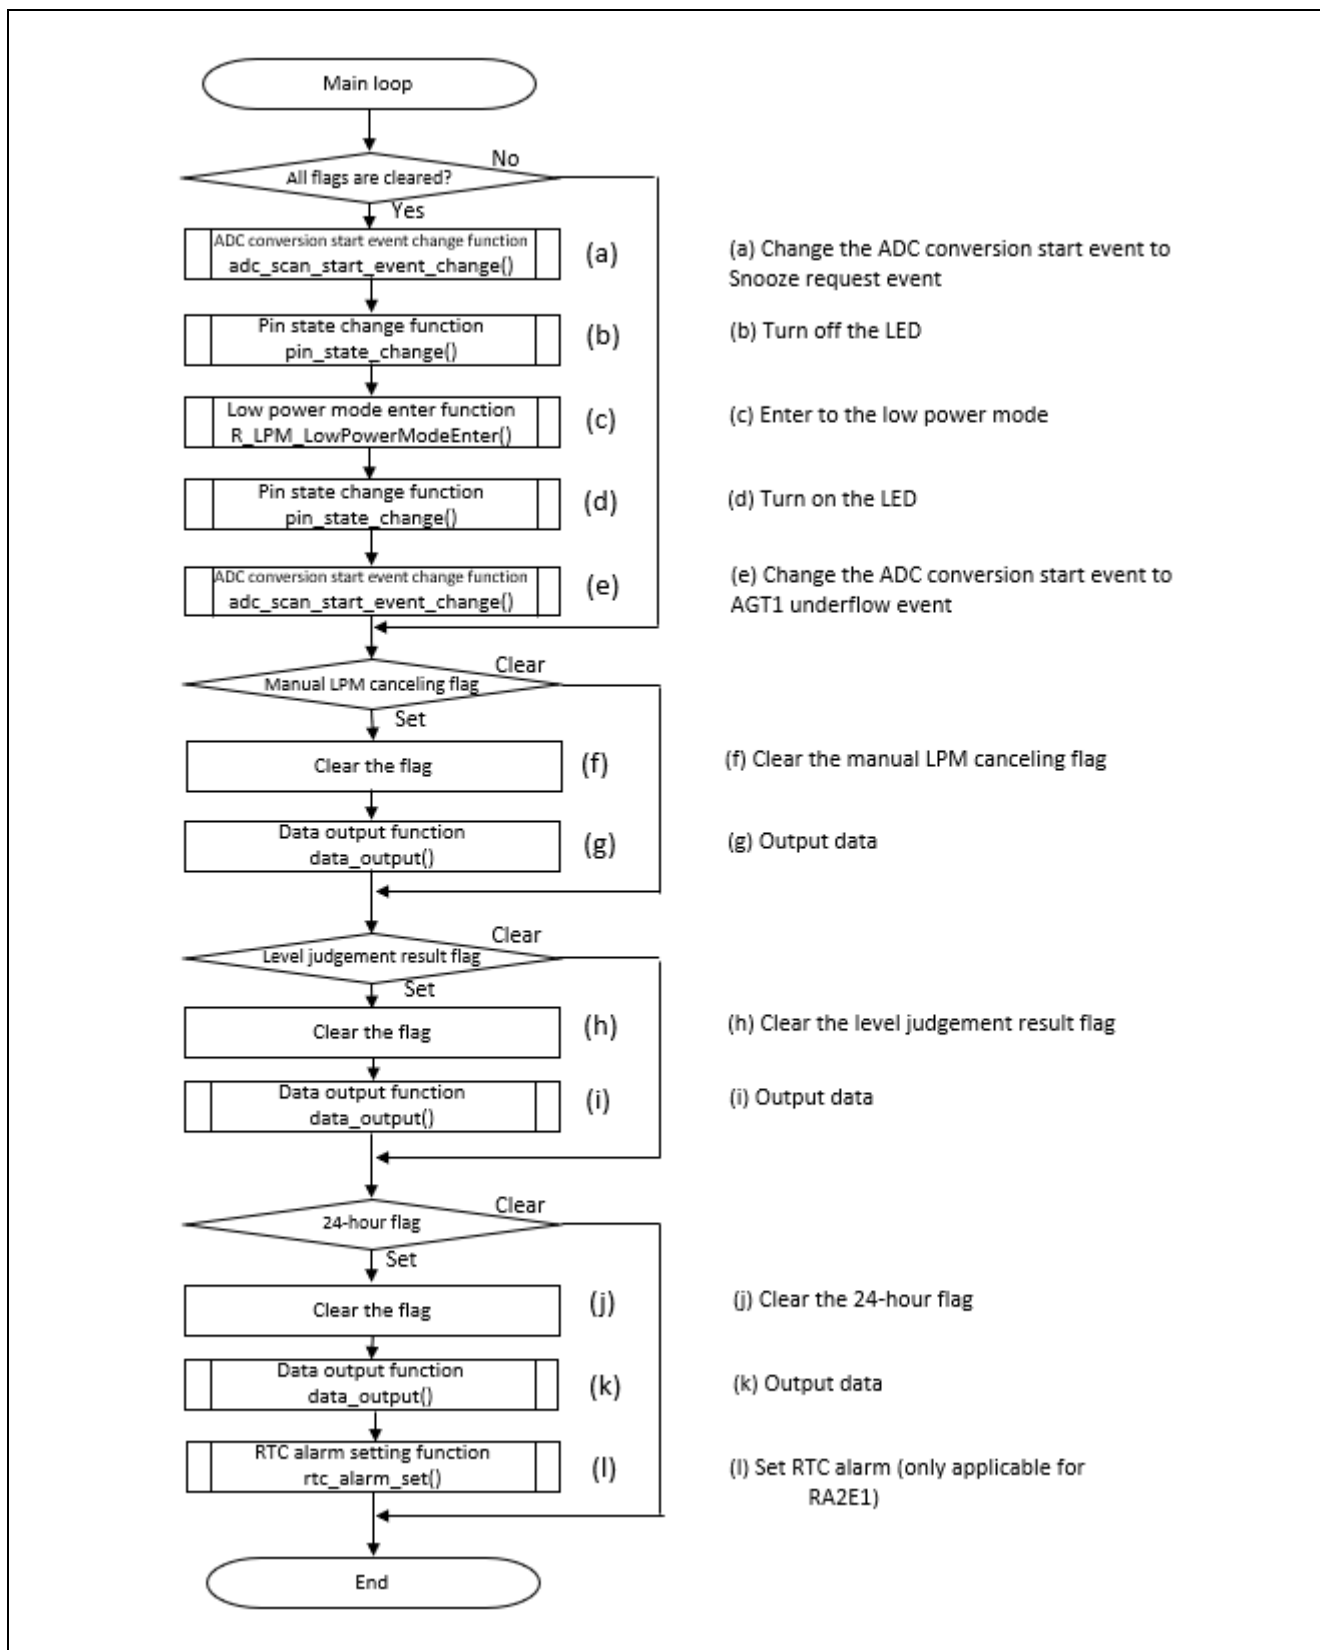 Main loop
No
All flags are cleared?
Yes
ADC conversion start event change function
adc_scan_start_event_change()
(a)
(a) Change the ADC conversion start event to
Snooze request event
Pin state change function
pin_state_change()
(b)
(b) Turn off the LED
Low power mode enter function
R_LPM_LowPowerModeEnter()
(c)
(c) Enter to the low power mode
Pin state change function
pin_state_change()
(d)
(d) Turn on the LED
ADC conversion start event change function
adc_scan_start_event_change()
(e)
(e) Change the ADC conversion start event to
AGT1 underflow event
Clear
Manual LPM canceling flag
Set
Clear the flag
(f)
(f) Clear the manual LPM canceling flag
Data output function
data_output()
(g)
(g) Output data
Clear
Level judgement result flag
Set
Clear the flag
(h)
(h) Clear the level judgement result flag
Data output function
data_output()
(i)
(i) Output data
Clear
24-hour flag
Set
Clear the flag
(j)
(j) Clear the 24-hour flag
Data output function
data_output()
(k)
(k) Output data
RTC alarm setting function
rtc_alarm_set()
(l)
(l) Set RTC alarm (only applicable for
RA2E1)
End